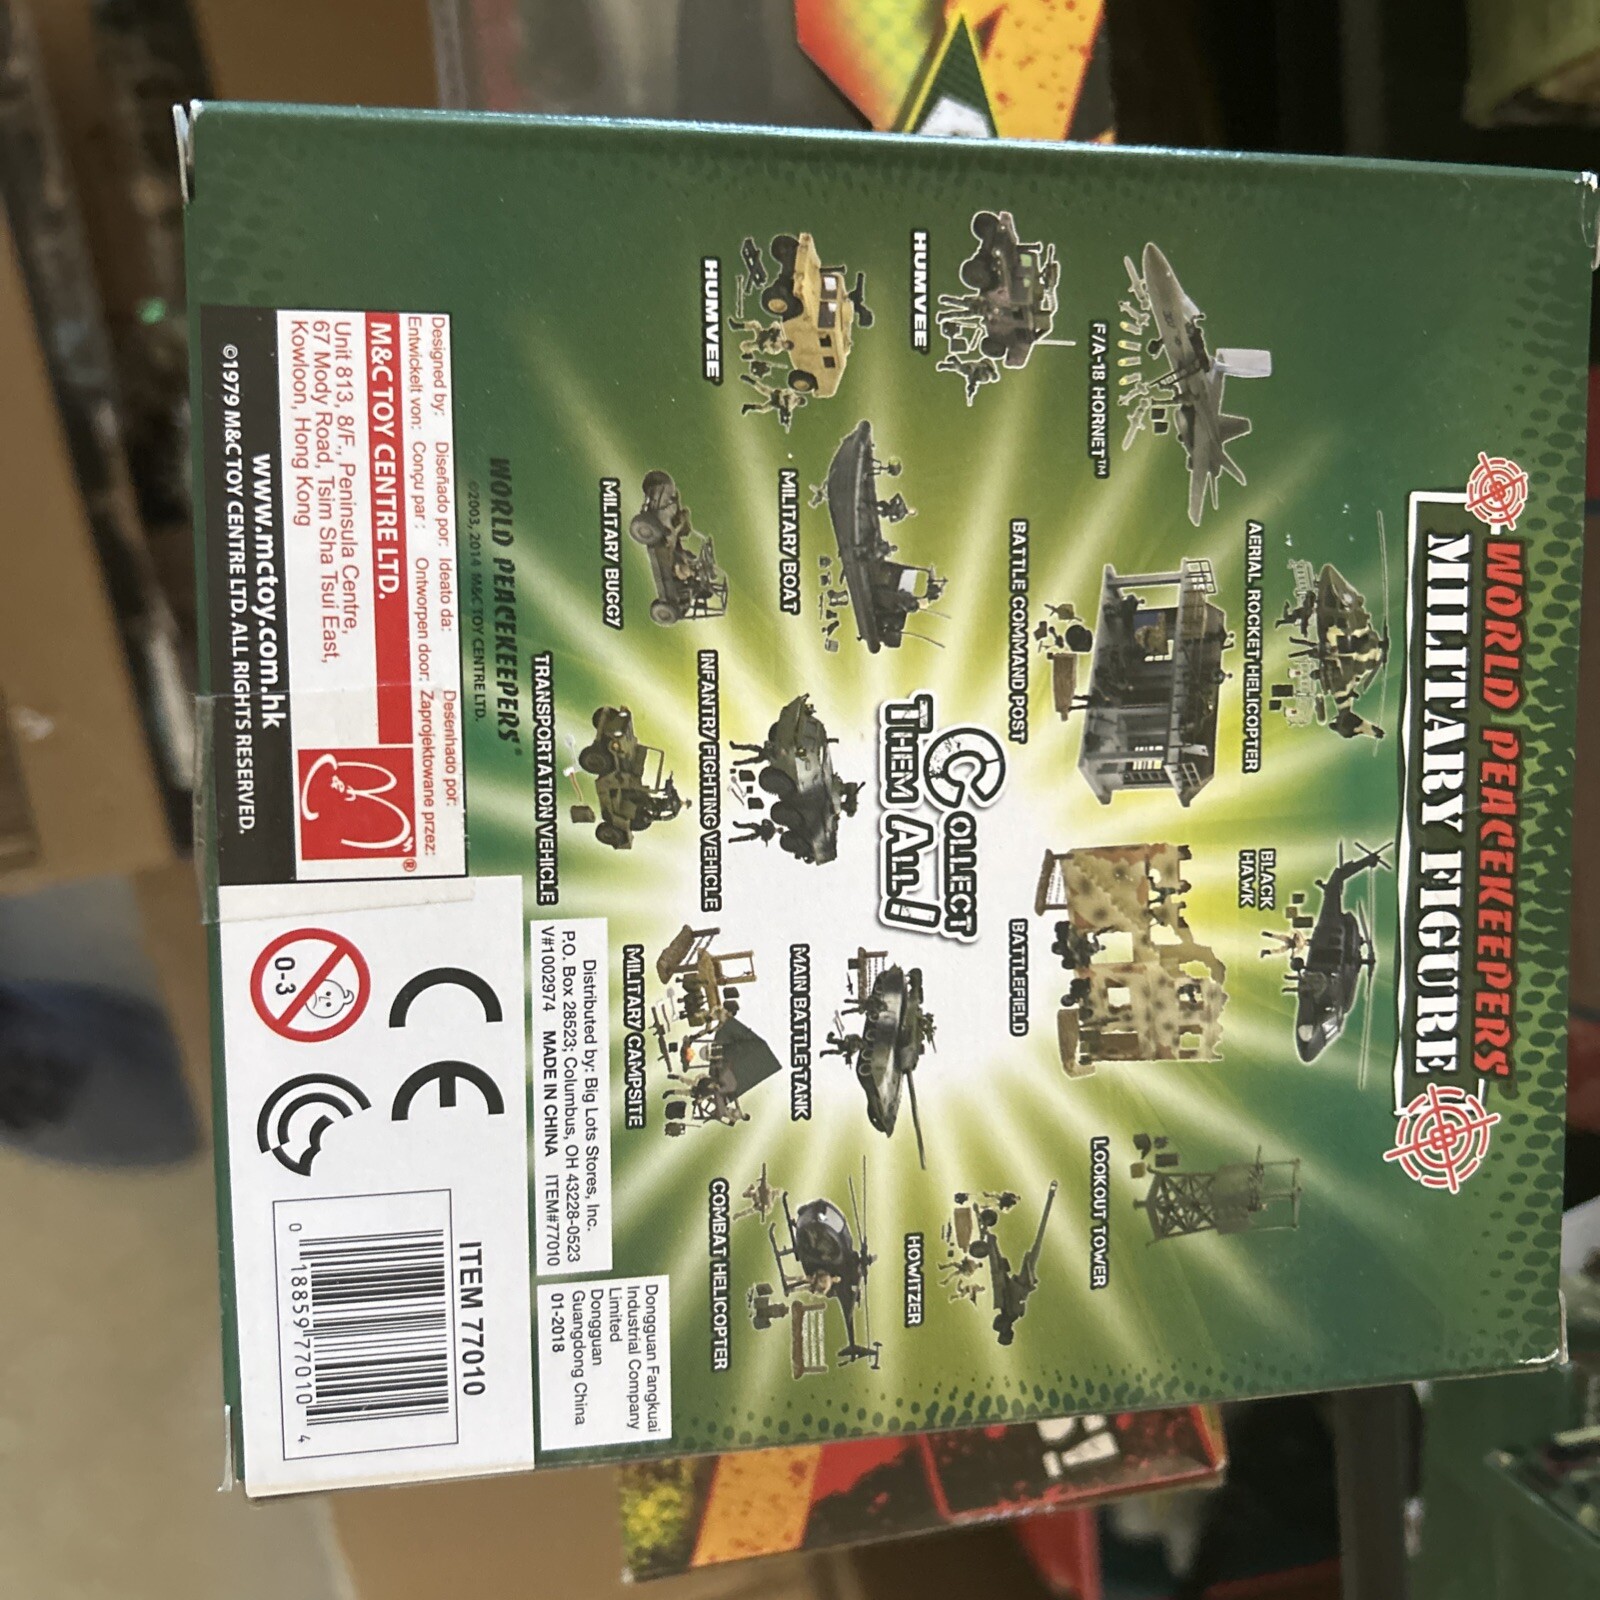 WORLD PEACEKEEPERS
MILITARY FIGURE
F/A-18 HORNET™
AERIAL ROCKET HELICOPTER
BLACK
HAWK
LOOKOUT TOWER
HUMVEE
BATTLE COMMAND POST
BATTLEFIELD
HOWITZER
COLLECT
THEM ALL!
HUMVEE
MILITARY BOAT
INFANTRY FIGHTING VEHICLE
MAIN BATTLE TANK
COMBAT HELICOPTER
MILITARY BUGGY
TRANSPORTATION VEHICLE
MILITARY CAMPSITE
WORLD PEACEKEEPERS®
©2003, 2014 M&C TOY CENTRE LTD.
Designed by: Diseñado por: Ideato da: Desenhado por:
Entwickelt von: Conçu par : Ontworpen door: Zaprojektowane przez:
M&C TOY CENTRE LTD.
Unit 813, 8/F., Peninsula Centre,
67 Mody Road, Tsim Sha Tsui East,
Kowloon, Hong Kong
®
www.mctoy.com.hk
©1979 M&C TOY CENTRE LTD. ALL RIGHTS RESERVED.
Distributed by: Big Lots Stores, Inc.
P.O. Box 28523; Columbus, OH 43228-0523
V#1002974 MADE IN CHINA ITEM#77010
Dongguan Fangkuai
Industrial Company
Limited
Dongguan
Guangdong China
01-2018
CE
0-3
ITEM 77010
0 18859 77010 4